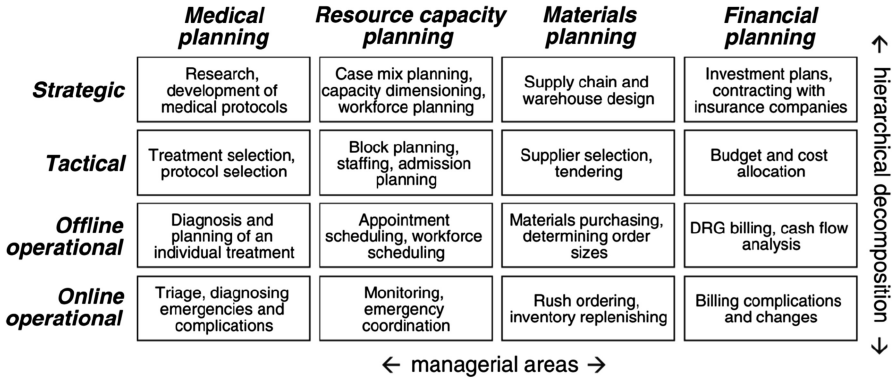 Medical planning
Resource capacity planning
Materials planning
Financial planning
Strategic
Research,
development of
medical protocols
Case mix planning,
capacity dimensioning,
workforce planning
Supply chain and
warehouse design
Investment plans,
contracting with
insurance companies
Tactical
Treatment selection,
protocol selection
Block planning,
staffing, admission
planning
Supplier selection,
tendering
Budget and cost
allocation
Offline
operational
Diagnosis and
planning of an
individual treatment
Appointment
scheduling, workforce
scheduling
Materials purchasing,
determining order
sizes
DRG billing, cash flow
analysis
Online
operational
Triage, diagnosing
emergencies and
complications
Monitoring,
emergency
coordination
Rush ordering,
inventory replenishing
Billing complications
and changes
← managerial areas →
← hierarchical decomposition →